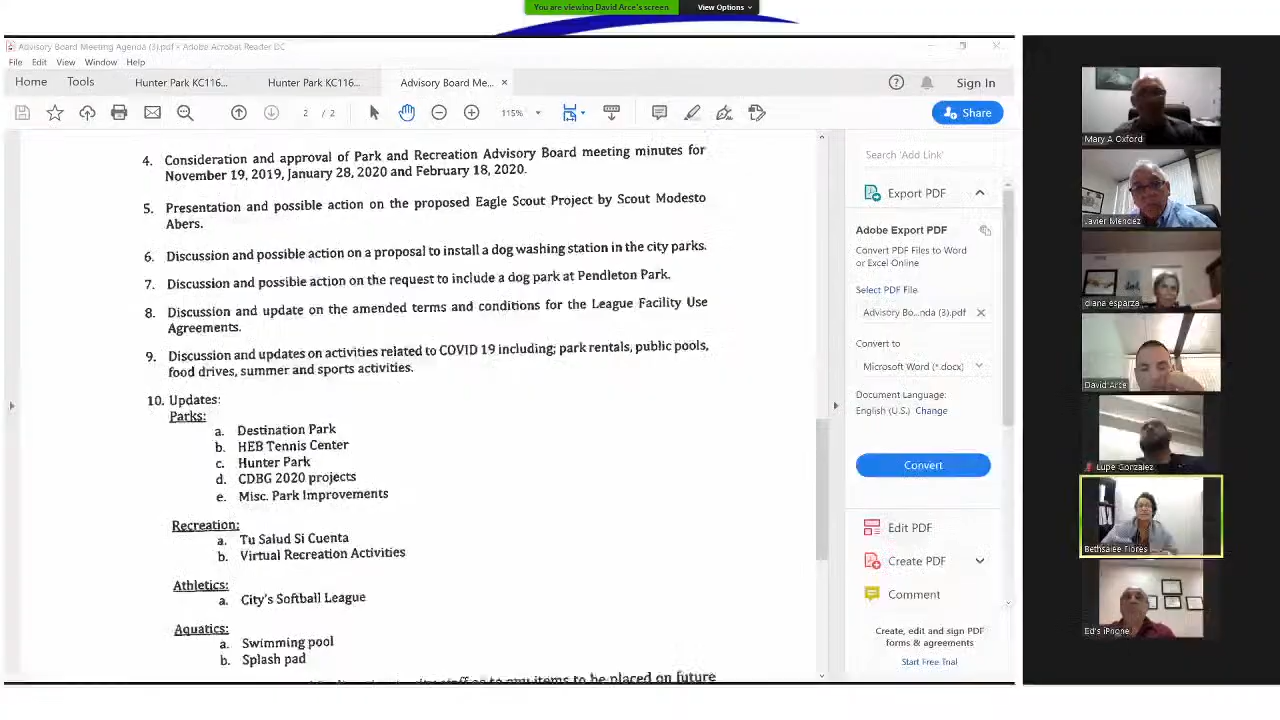 You are viewing David Arce's screen
View Options
Advisory Board Meeting Agenda (3).pdf - Adobe Acrobat Reader DC
File Edit View Window Help
Home Tools Hunter Park KC116... Hunter Park KC116... Advisory Board Me... × Sign In
2 / 2 115% Share
4. Consideration and approval of Park and Recreation Advisory Board meeting minutes for
November 19, 2019, January 28, 2020 and February 18, 2020.
5. Presentation and possible action on the proposed Eagle Scout Project by Scout Modesto
Abers.
6. Discussion and possible action on a proposal to install a dog washing station in the city parks.
7. Discussion and possible action on the request to include a dog park at Pendleton Park.
8. Discussion and update on the amended terms and conditions for the League Facility Use
Agreements.
9. Discussion and updates on activities related to COVID 19 including; park rentals, public pools,
food drives, summer and sports activities.
10. Updates:
Parks:
a. Destination Park
b. HEB Tennis Center
c. Hunter Park
d. CDBG 2020 projects
e. Misc. Park Improvements
Recreation:
a. Tu Salud Si Cuenta
b. Virtual Recreation Activities
Athletics:
a. City's Softball League
Aquatics:
a. Swimming pool
b. Splash pad
city staff as to any items to be placed on future
Search 'Add Link'
Export PDF
Adobe Export PDF
Convert PDF Files to Word
or Excel Online
Select PDF File
Advisory Bo...nda (3).pdf ×
Convert to
Microsoft Word (*.docx)
Document Language:
English (U.S.) Change
Convert
Edit PDF
Create PDF
Comment
Create, edit and sign PDF
forms & agreements
Start Free Trial
Mary A Oxford
Javier Mendez
diana esparza
David Arce
Lupe Gonzalez
Bethsalee Flores
Ed's iPhone